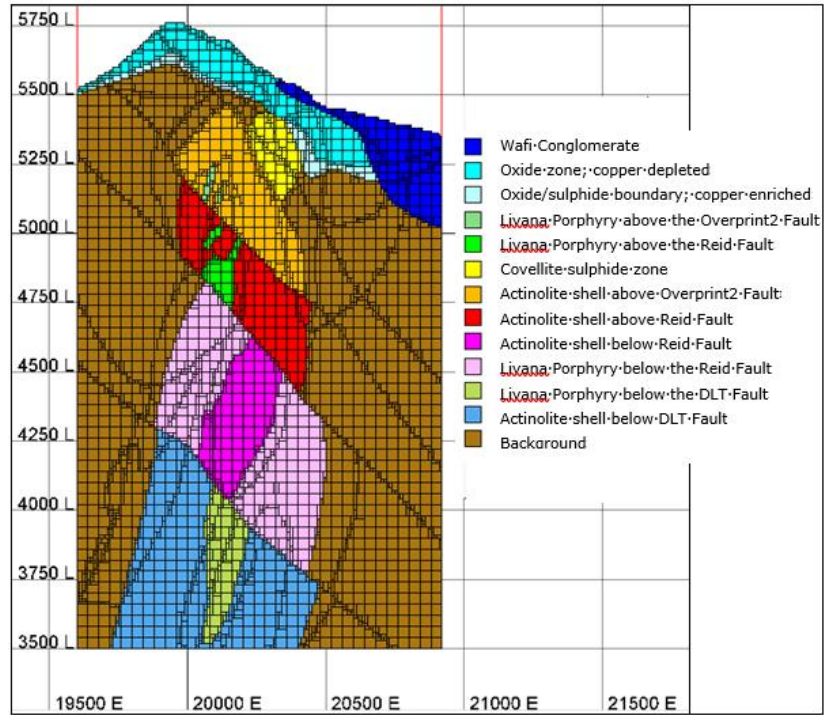 5750 L
5500 L
5250 L
5000 L
4750 L
4500 L
4250 L
4000 L
3750 L
3500 L
19500 E 20000 E 20500 E 21000 E 21500 E
Wafi·Conglomerate
Oxide·zone;·copper·depleted
Oxide/sulphide·boundary;·copper·enriched
Livana·Porphyry·above·the·Overprint2·Fault
Livana·Porphyry·above·the·Reid·Fault
Covellite·sulphide·zone
Actinolite·shell·above·Overprint2·Fault:
Actinolite·shell·above·Reid·Fault
Actinolite·shell·below·Reid·Fault
Livana·Porphyry·below·the·Reid·Fault
Livana·Porphyry·below·the·DLT·Fault
Actinolite·shell·below·DLT·Fault
Background